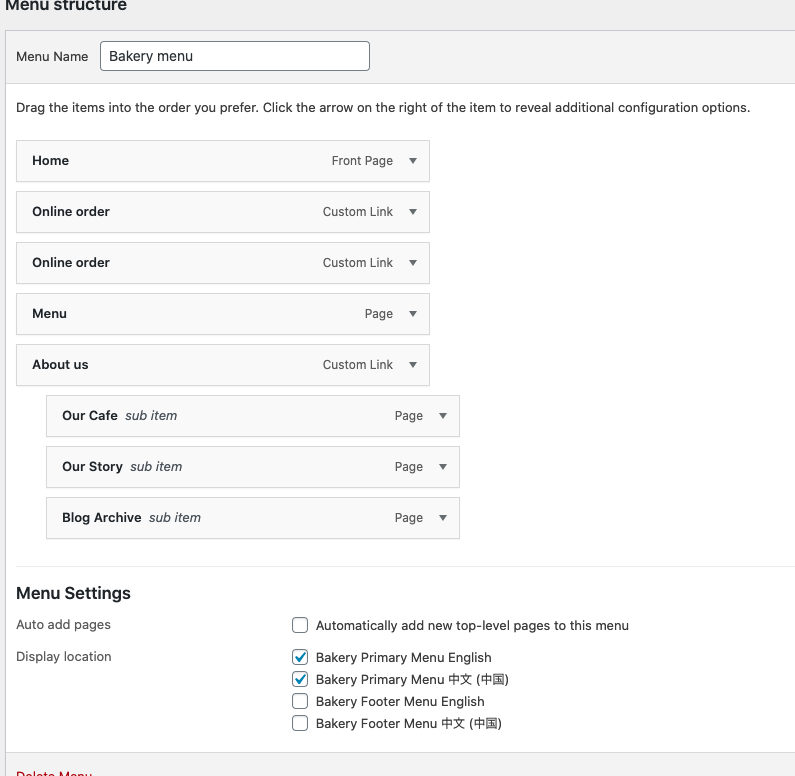 Menu structure
Menu Name Bakery menu
Drag the items into the order you prefer. Click the arrow on the right of the item to reveal additional configuration options.
Home Front Page
Online order Custom Link
Online order Custom Link
Menu Page
About us Custom Link
Our Cafe sub item Page
Our Story sub item Page
Blog Archive sub item Page
Menu Settings
Auto add pages Automatically add new top-level pages to this menu
Display location Bakery Primary Menu English
Bakery Primary Menu 中文 (中国)
Bakery Footer Menu English
Bakery Footer Menu 中文 (中国)
Delete Menu